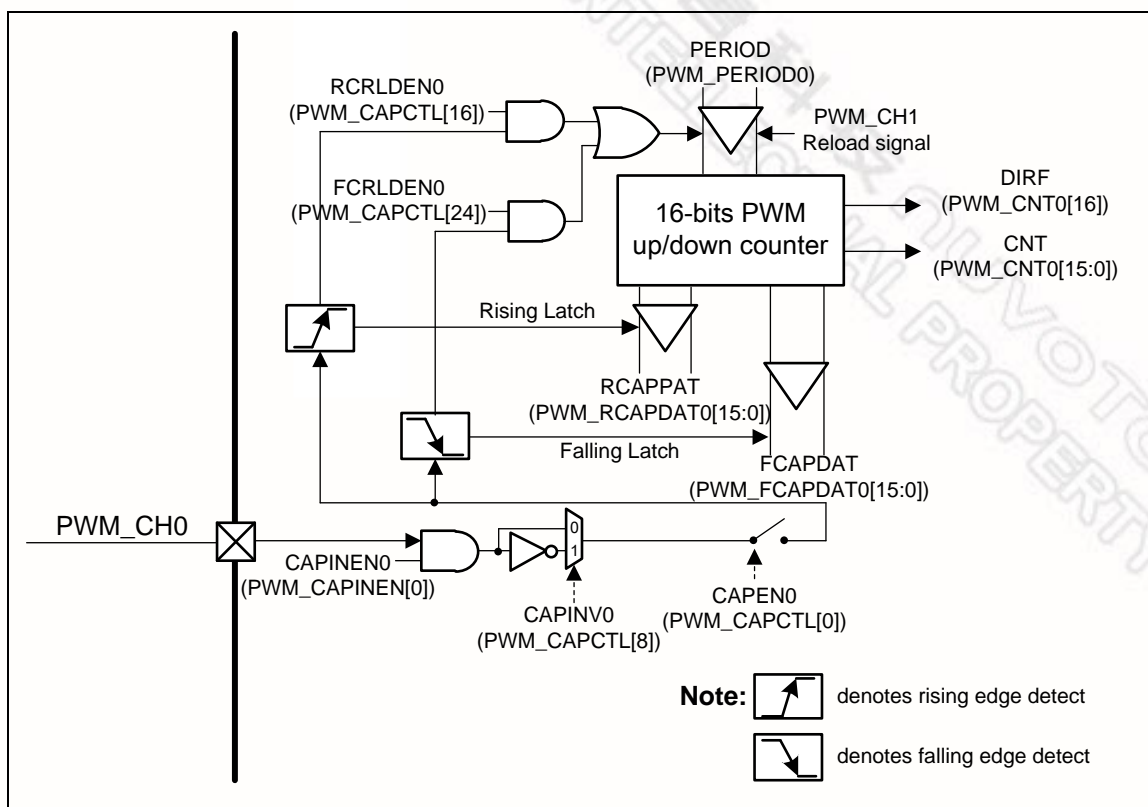 PERIOD
(PWM_PERIOD0)
RCRLDEN0
(PWM_CAPCTL[16])
PWM_CH1
Reload signal
FCRLDEN0
(PWM_CAPCTL[24])
16-bits PWM
up/down counter
DIRF
(PWM_CNT0[16])
CNT
(PWM_CNT0[15:0])
Rising Latch
RCAPPAT
(PWM_RCAPDAT0[15:0])
Falling Latch
FCAPDAT
(PWM_FCAPDAT0[15:0])
PWM_CH0
0
1
CAPINEN0
(PWM_CAPINEN[0])
CAPINV0
(PWM_CAPCTL[8])
CAPEN0
(PWM_CAPCTL[0])
Note:
denotes rising edge detect
denotes falling edge detect